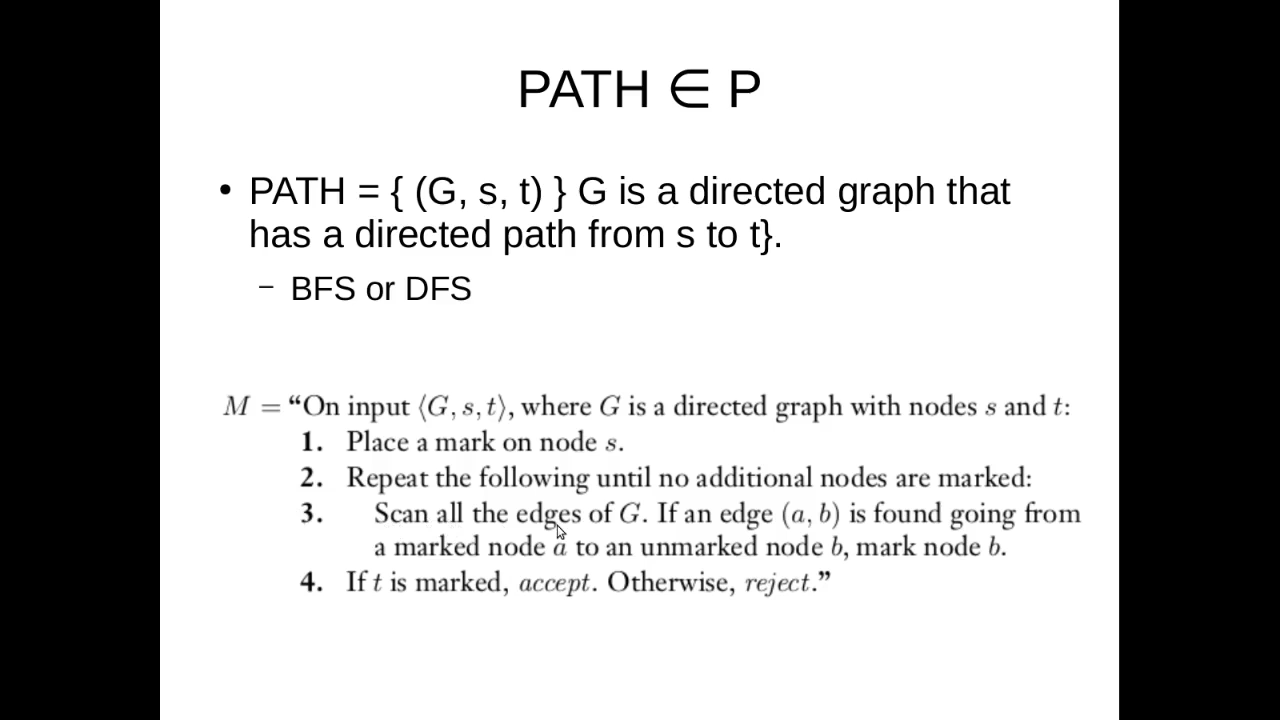 PATH ∈ P
• PATH = { (G, s, t) } G is a directed graph that
has a directed path from s to t}.
– BFS or DFS
M = “On input ⟨G, s, t⟩, where G is a directed graph with nodes s and t:
1. Place a mark on node s.
2. Repeat the following until no additional nodes are marked:
3. Scan all the edges of G. If an edge (a, b) is found going from
a marked node a to an unmarked node b, mark node b.
4. If t is marked, accept. Otherwise, reject.”